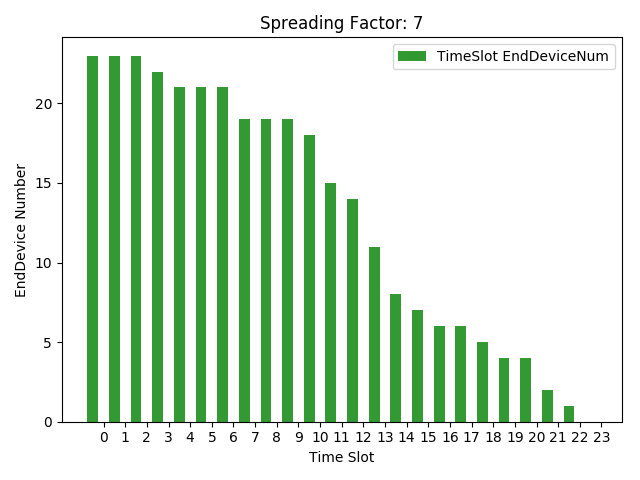 Spreading Factor: 7
TimeSlot EndDeviceNum
EndDevice Number
20
15
10
5
0
0 1 2 3 4 5 6 7 8 9 10 11 12 13 14 15 16 17 18 19 20 21 22 23
Time Slot